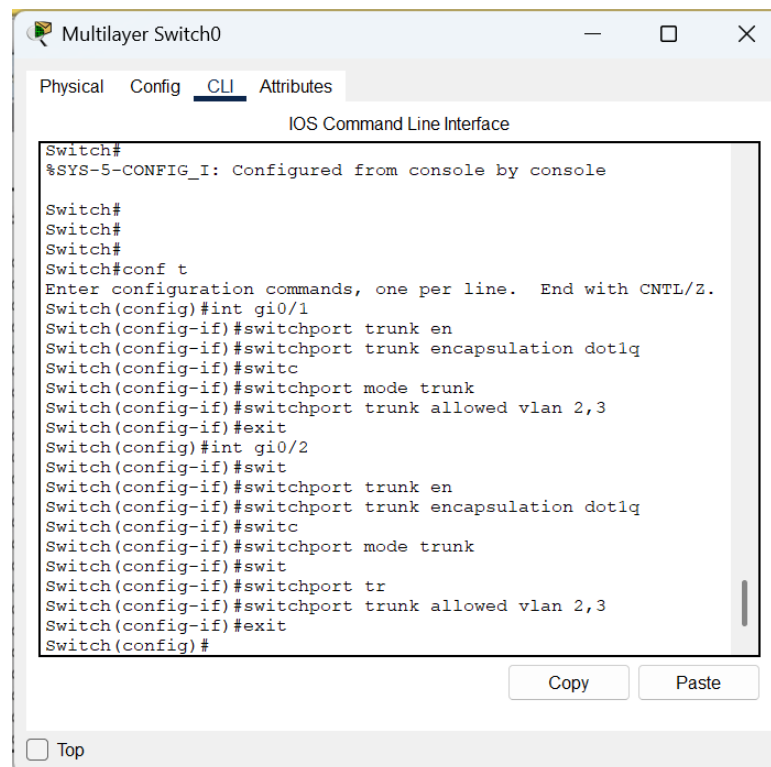 Multilayer Switch0
Physical Config CLI Attributes
IOS Command Line Interface
Switch#
%SYS-5-CONFIG_I: Configured from console by console
Switch#
Switch#
Switch#
Switch#conf t
Enter configuration commands, one per line.  End with CNTL/Z.
Switch(config)#int gi0/1
Switch(config-if)#switchport trunk en
Switch(config-if)#switchport trunk encapsulation dot1q
Switch(config-if)#switc
Switch(config-if)#switchport mode trunk
Switch(config-if)#switchport trunk allowed vlan 2,3
Switch(config-if)#exit
Switch(config)#int gi0/2
Switch(config-if)#swit
Switch(config-if)#switchport trunk en
Switch(config-if)#switchport trunk encapsulation dot1q
Switch(config-if)#switc
Switch(config-if)#switchport mode trunk
Switch(config-if)#swit
Switch(config-if)#switchport tr
Switch(config-if)#switchport trunk allowed vlan 2,3
Switch(config-if)#exit
Switch(config)#
Copy Paste
Top